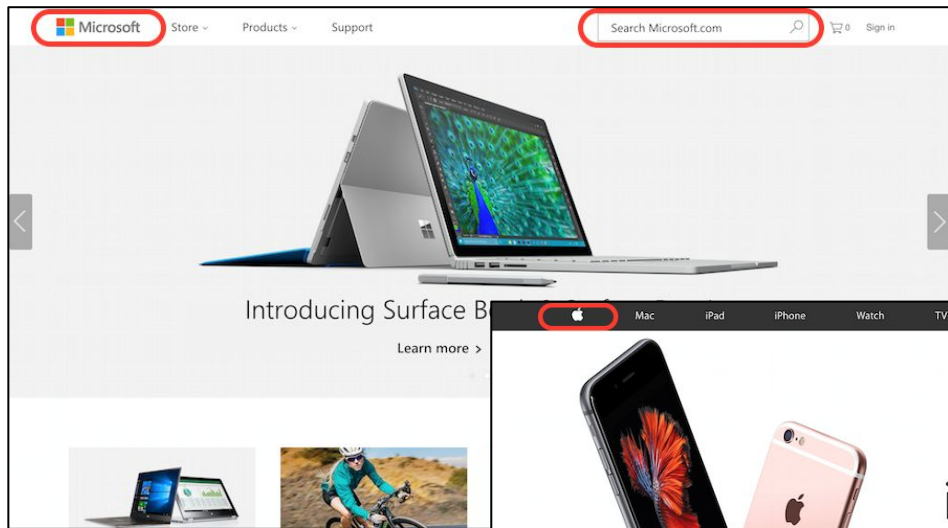 Microsoft Store Products Support Search Microsoft.com 0 Sign in
Introducing Surface
Learn more >
Mac iPad iPhone Watch TV